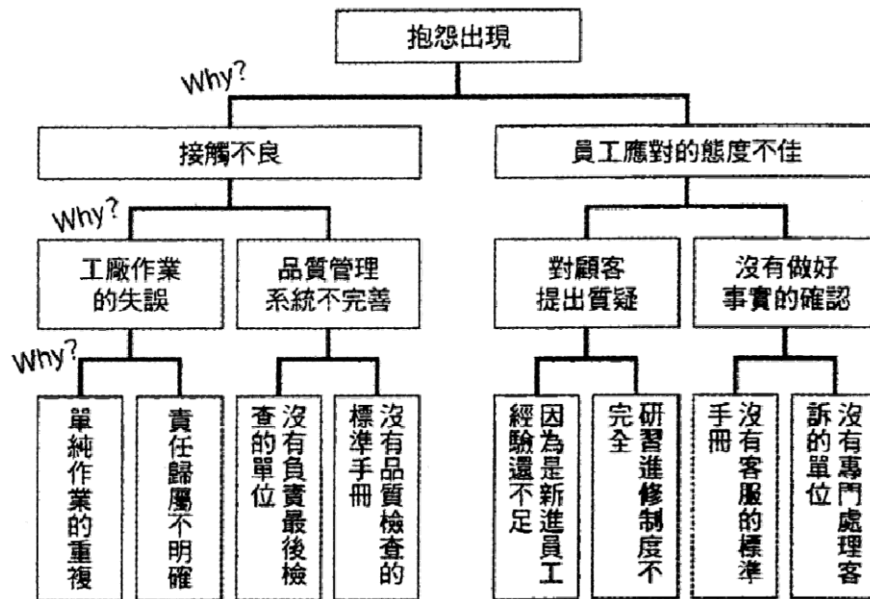 抱怨出現
Why?
接觸不良
員工應對的態度不佳
Why?
工廠作業
的失誤
品質管理
系統不完善
對顧客
提出質疑
沒有做好
事實的確認
Why?
單純作業的重複
責任歸屬不明確
沒有負責最後檢
查的單位
沒有品質檢查的
標準手冊
因為是新進員工
經驗還不足
研習進修制度不
完全
沒有客服的標準
手冊
沒有專門處理客
訴的單位